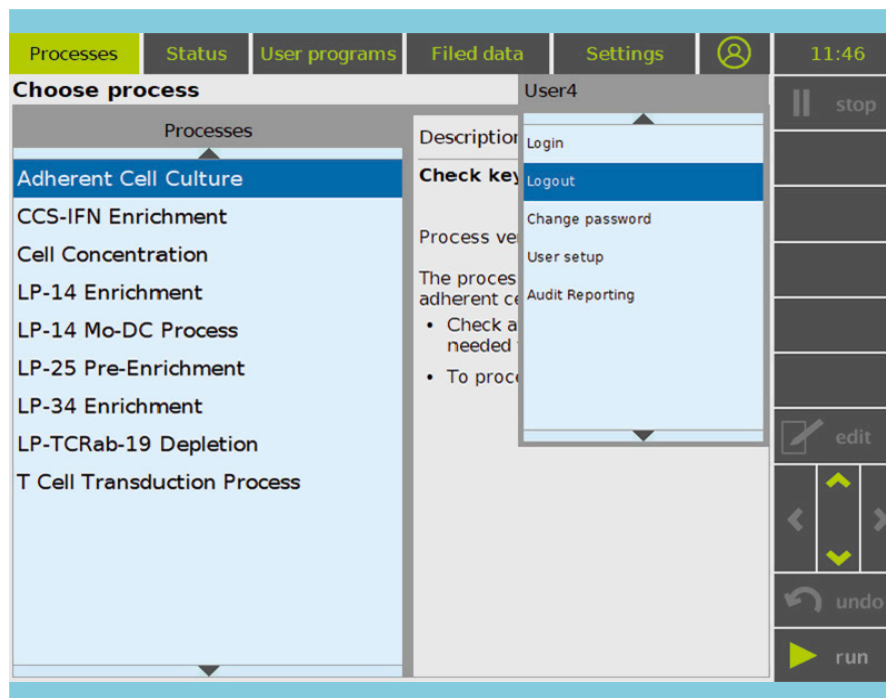 Processes Status User programs Filed data Settings 11:46
Choose process
User4
stop
Processes
Adherent Cell Culture
CCS-IFN Enrichment
Cell Concentration
LP-14 Enrichment
LP-14 Mo-DC Process
LP-25 Pre-Enrichment
LP-34 Enrichment
LP-TCRab-19 Depletion
T Cell Transduction Process
Description
Check key
Process ve
The proces
adherent ce
• Check a
needed
• To proce
Login
Logout
Change password
User setup
Audit Reporting
edit
undo
run